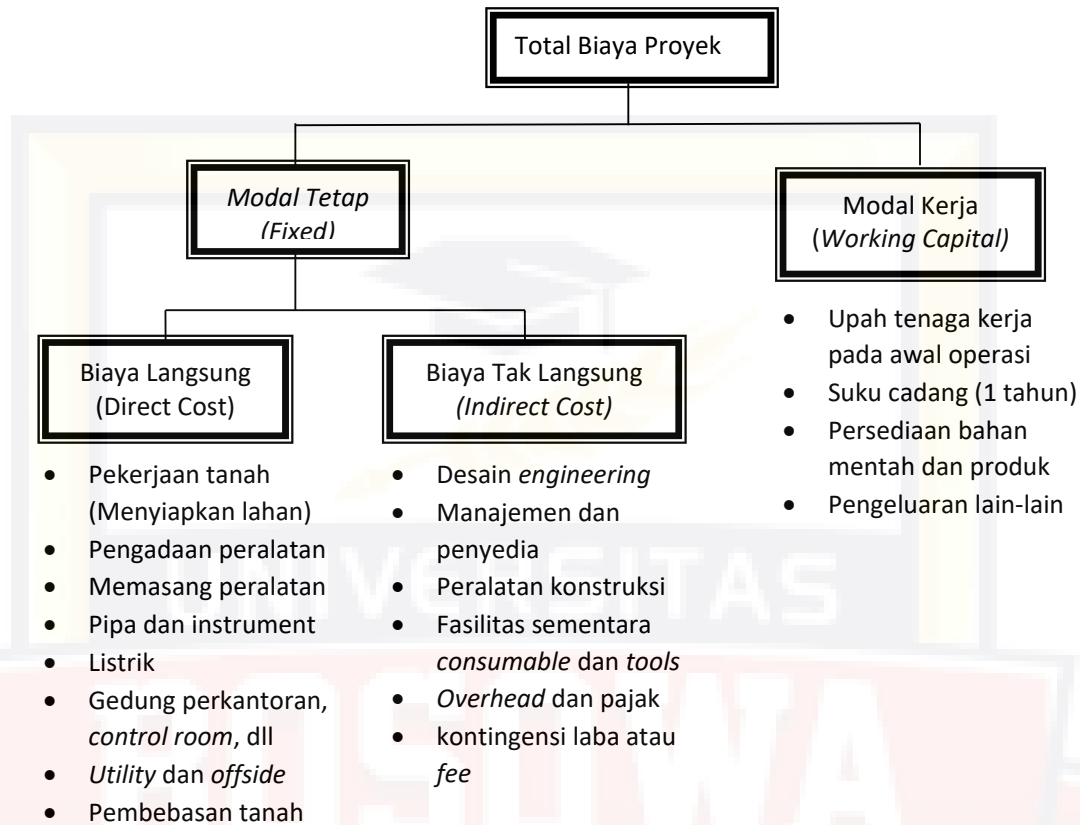 Total Biaya Proyek
Modal Tetap
(Fixed)
Modal Kerja
(Working Capital)
Biaya Langsung
(Direct Cost)
Biaya Tak Langsung
(Indirect Cost)
• Upah tenaga kerja
pada awal operasi
• Suku cadang (1 tahun)
• Persediaan bahan
mentah dan produk
• Pengeluaran lain-lain
• Pekerjaan tanah
(Menyiapkan lahan)
• Pengadaan peralatan
• Memasang peralatan
• Pipa dan instrument
• Listrik
• Gedung perkantoran,
control room, dll
• Utility dan offside
• Pembebasan tanah
• Desain engineering
• Manajemen dan
penyedia
• Peralatan konstruksi
• Fasilitas sementara
consumable dan tools
• Overhead dan pajak
• kontingensi laba atau
fee
UNIVERSITAS
BOSOWA